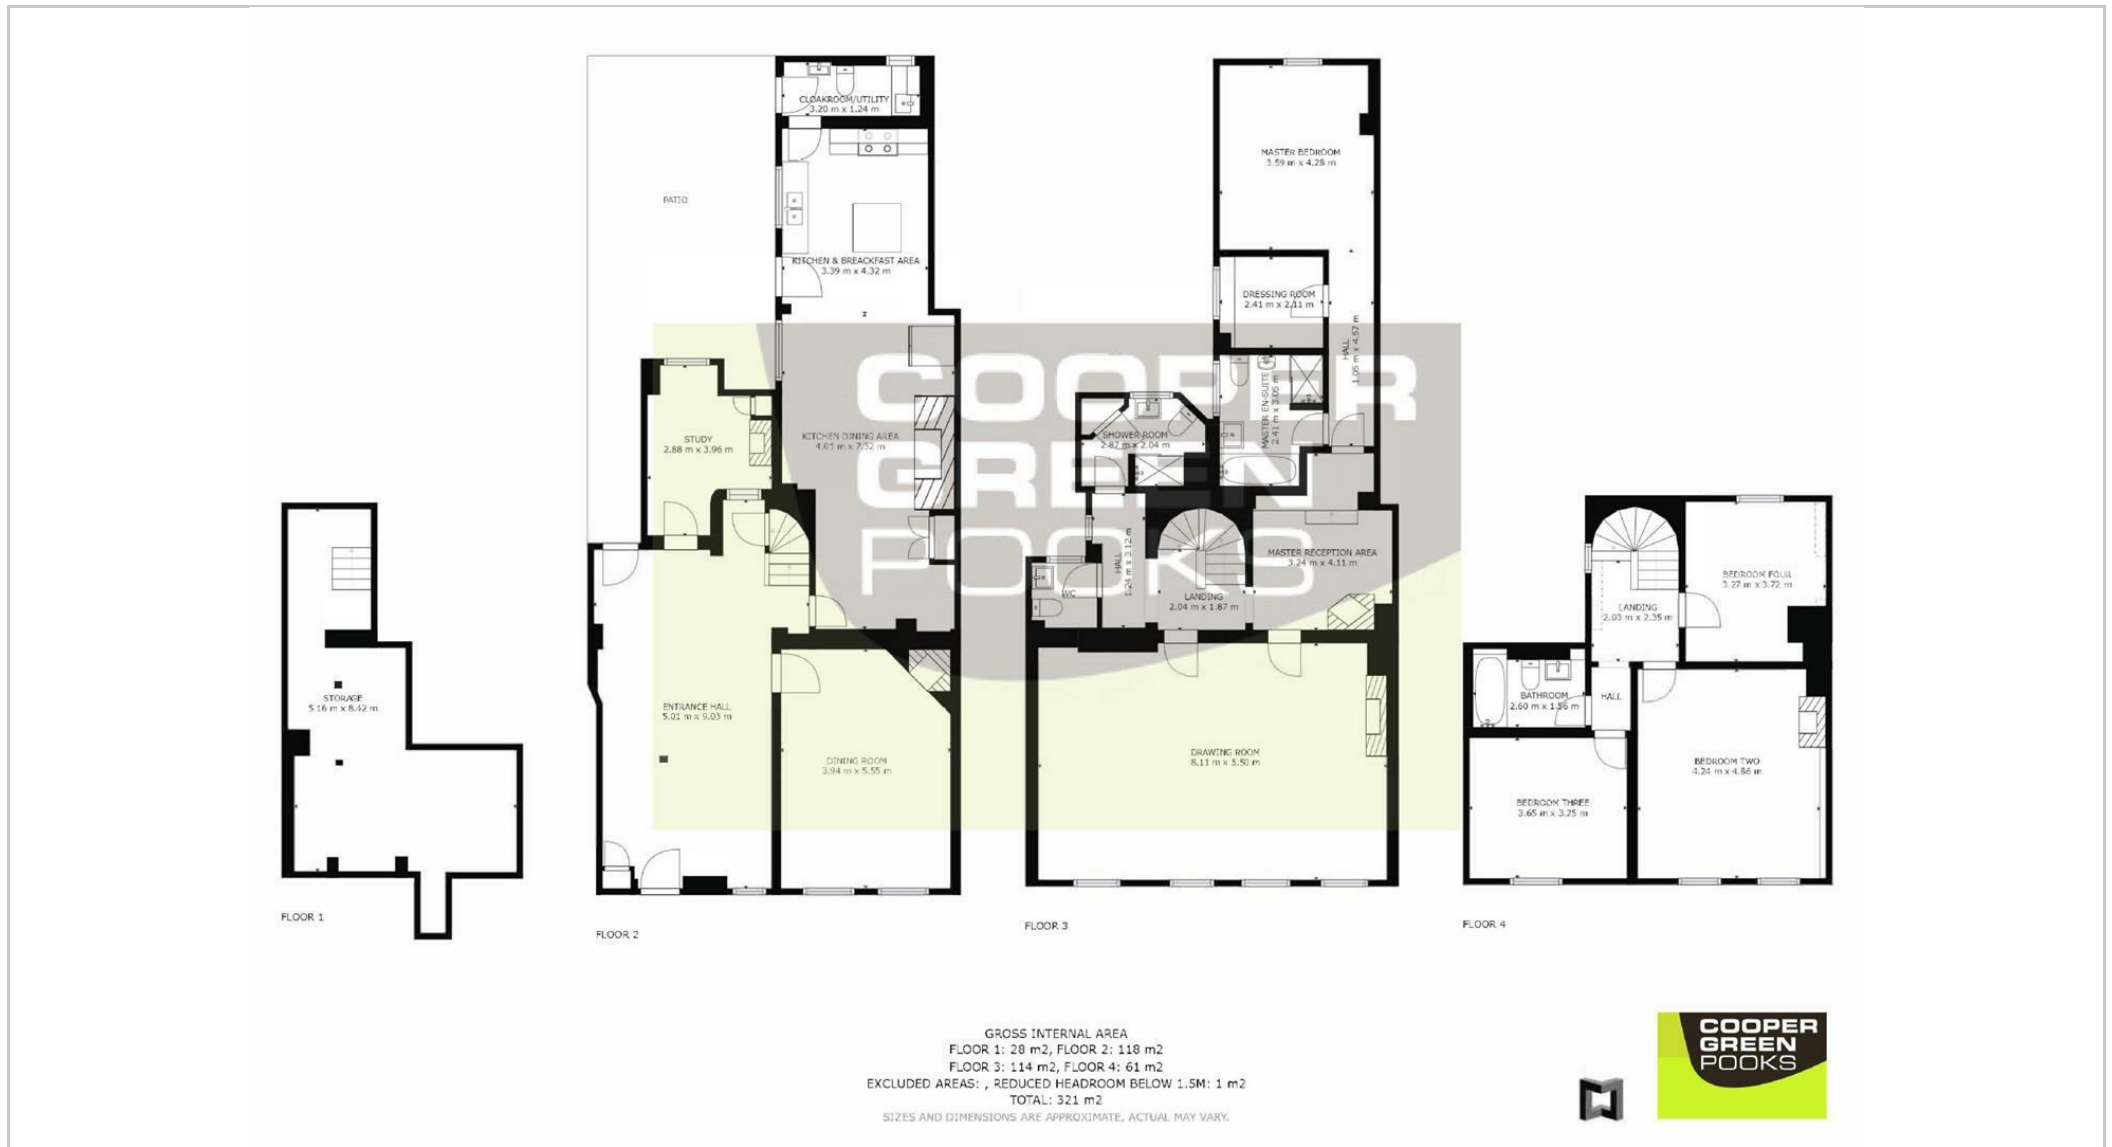 CLOAKROOM/UTILITY
3.20 m x 1.24 m
PATIO
KITCHEN & BREACKFAST AREA
3.39 m x 4.32 m
STUDY
2.88 m x 3.96 m
KITCHEN DINING AREA
4.01 m x 7.32 m
ENTRANCE HALL
5.01 m x 9.03 m
DINING ROOM
3.94 m x 5.55 m
STORAGE
5.16 m x 8.42 m
FLOOR 1
FLOOR 2
MASTER BEDROOM
3.59 m x 4.28 m
DRESSING ROOM
2.41 m x 2.11 m
HALL
1.05 m x 4.57 m
MASTER EN-SUITE
2.41 m x 3.05 m
SHOWER ROOM
2.87 m x 2.04 m
HALL
1.24 m x 3.12 m
WC
LANDING
2.04 m x 1.87 m
MASTER RECEPTION AREA
3.24 m x 4.11 m
DRAWING ROOM
8.11 m x 5.50 m
FLOOR 3
BEDROOM FOUR
3.27 m x 3.72 m
LANDING
2.03 m x 2.35 m
BATHROOM
2.60 m x 1.56 m
HALL
BEDROOM TWO
4.24 m x 4.86 m
BEDROOM THREE
3.65 m x 3.25 m
FLOOR 4
COOPER
GREEN
POOKS
GROSS INTERNAL AREA
FLOOR 1: 28 m2, FLOOR 2: 118 m2
FLOOR 3: 114 m2, FLOOR 4: 61 m2
EXCLUDED AREAS: , REDUCED HEADROOM BELOW 1.5M: 1 m2
TOTAL: 321 m2
SIZES AND DIMENSIONS ARE APPROXIMATE, ACTUAL MAY VARY.
COOPER
GREEN
POOKS